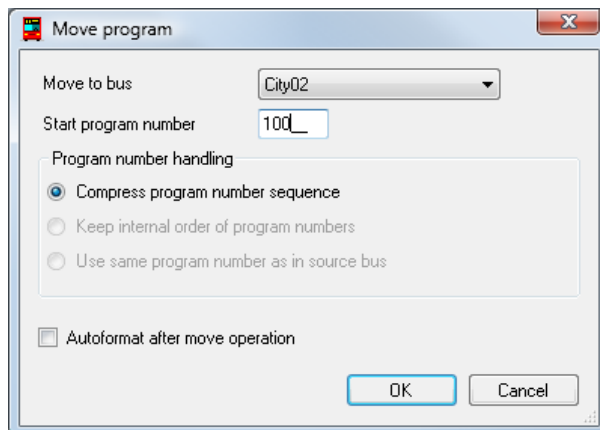 Move program
Move to bus City02
Start program number 100__
Program number handling
Compress program number sequence
Keep internal order of program numbers
Use same program number as in source bus
Autoformat after move operation
OK Cancel